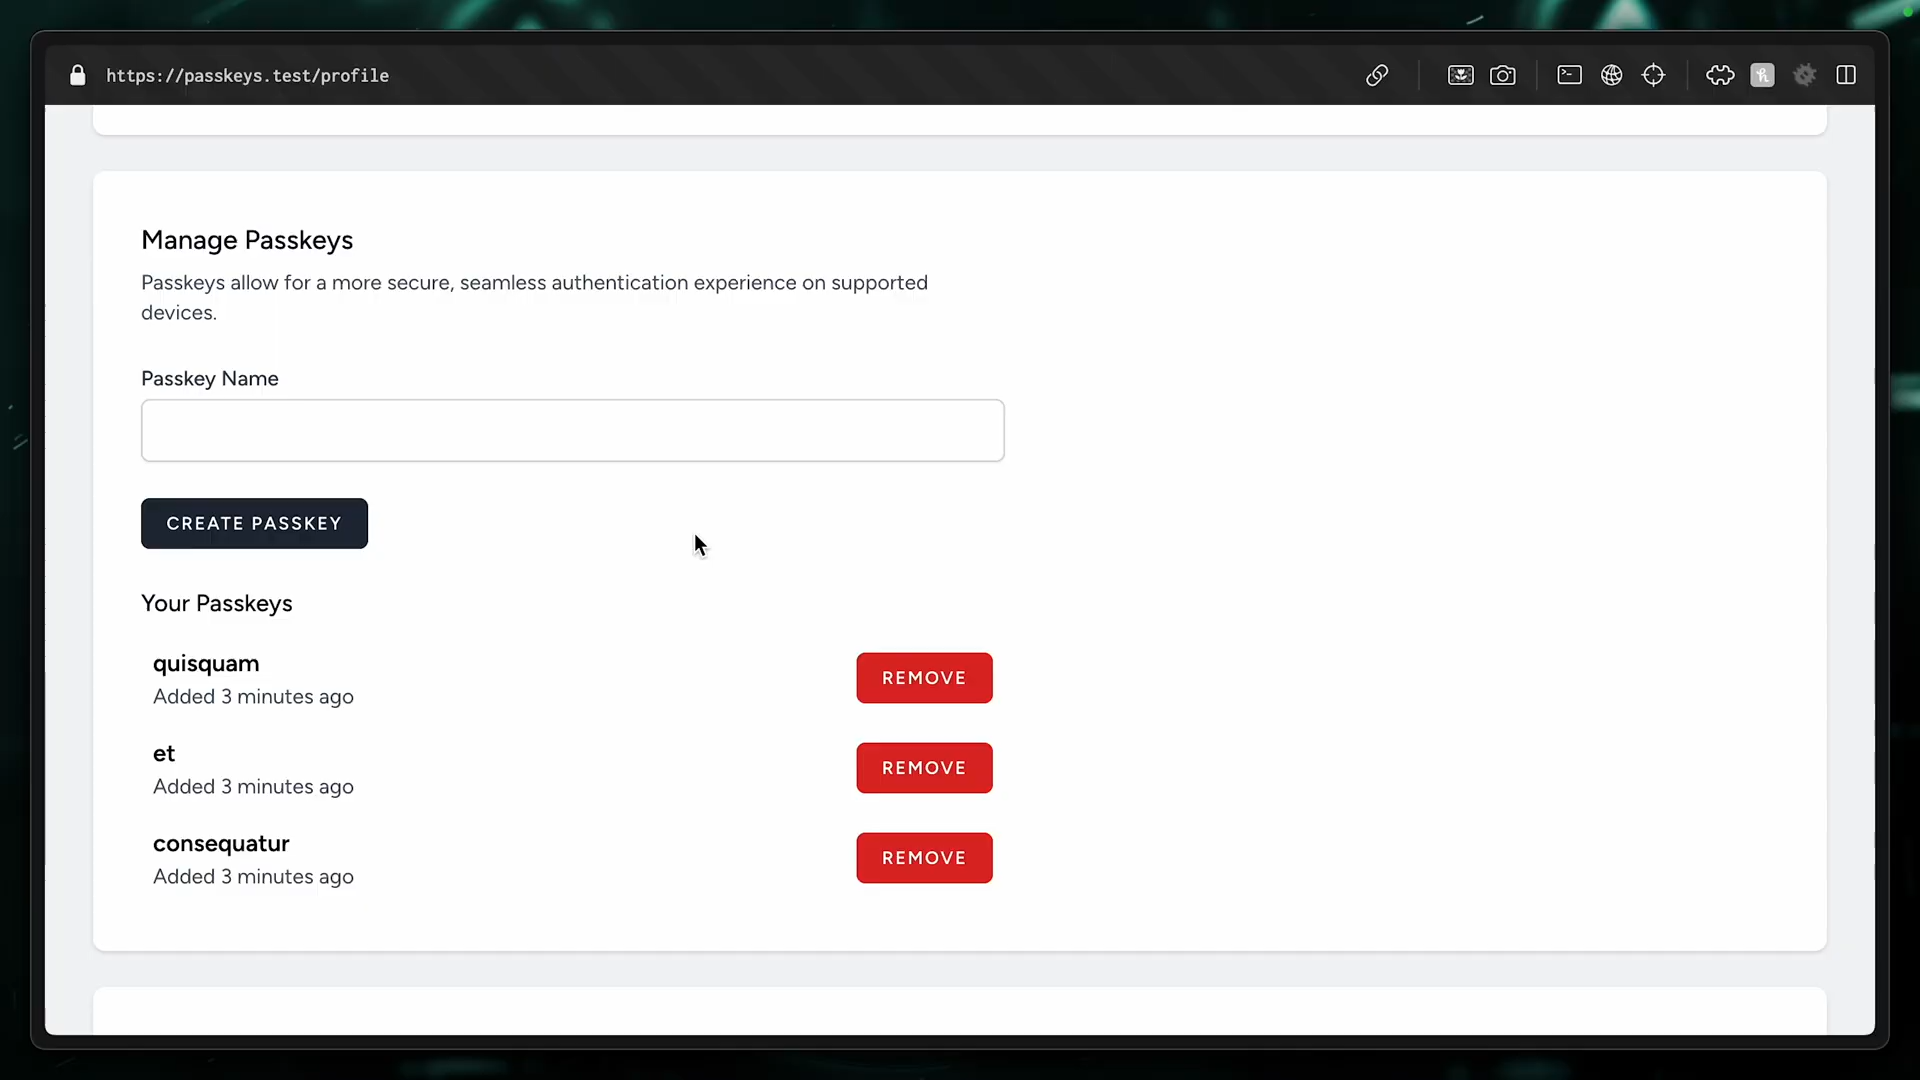 https://passkeys.test/profile
Manage Passkeys
Passkeys allow for a more secure, seamless authentication experience on supported
devices.
Passkey Name
CREATE PASSKEY
Your Passkeys
quisquam
Added 3 minutes ago
REMOVE
et
Added 3 minutes ago
REMOVE
consequatur
Added 3 minutes ago
REMOVE